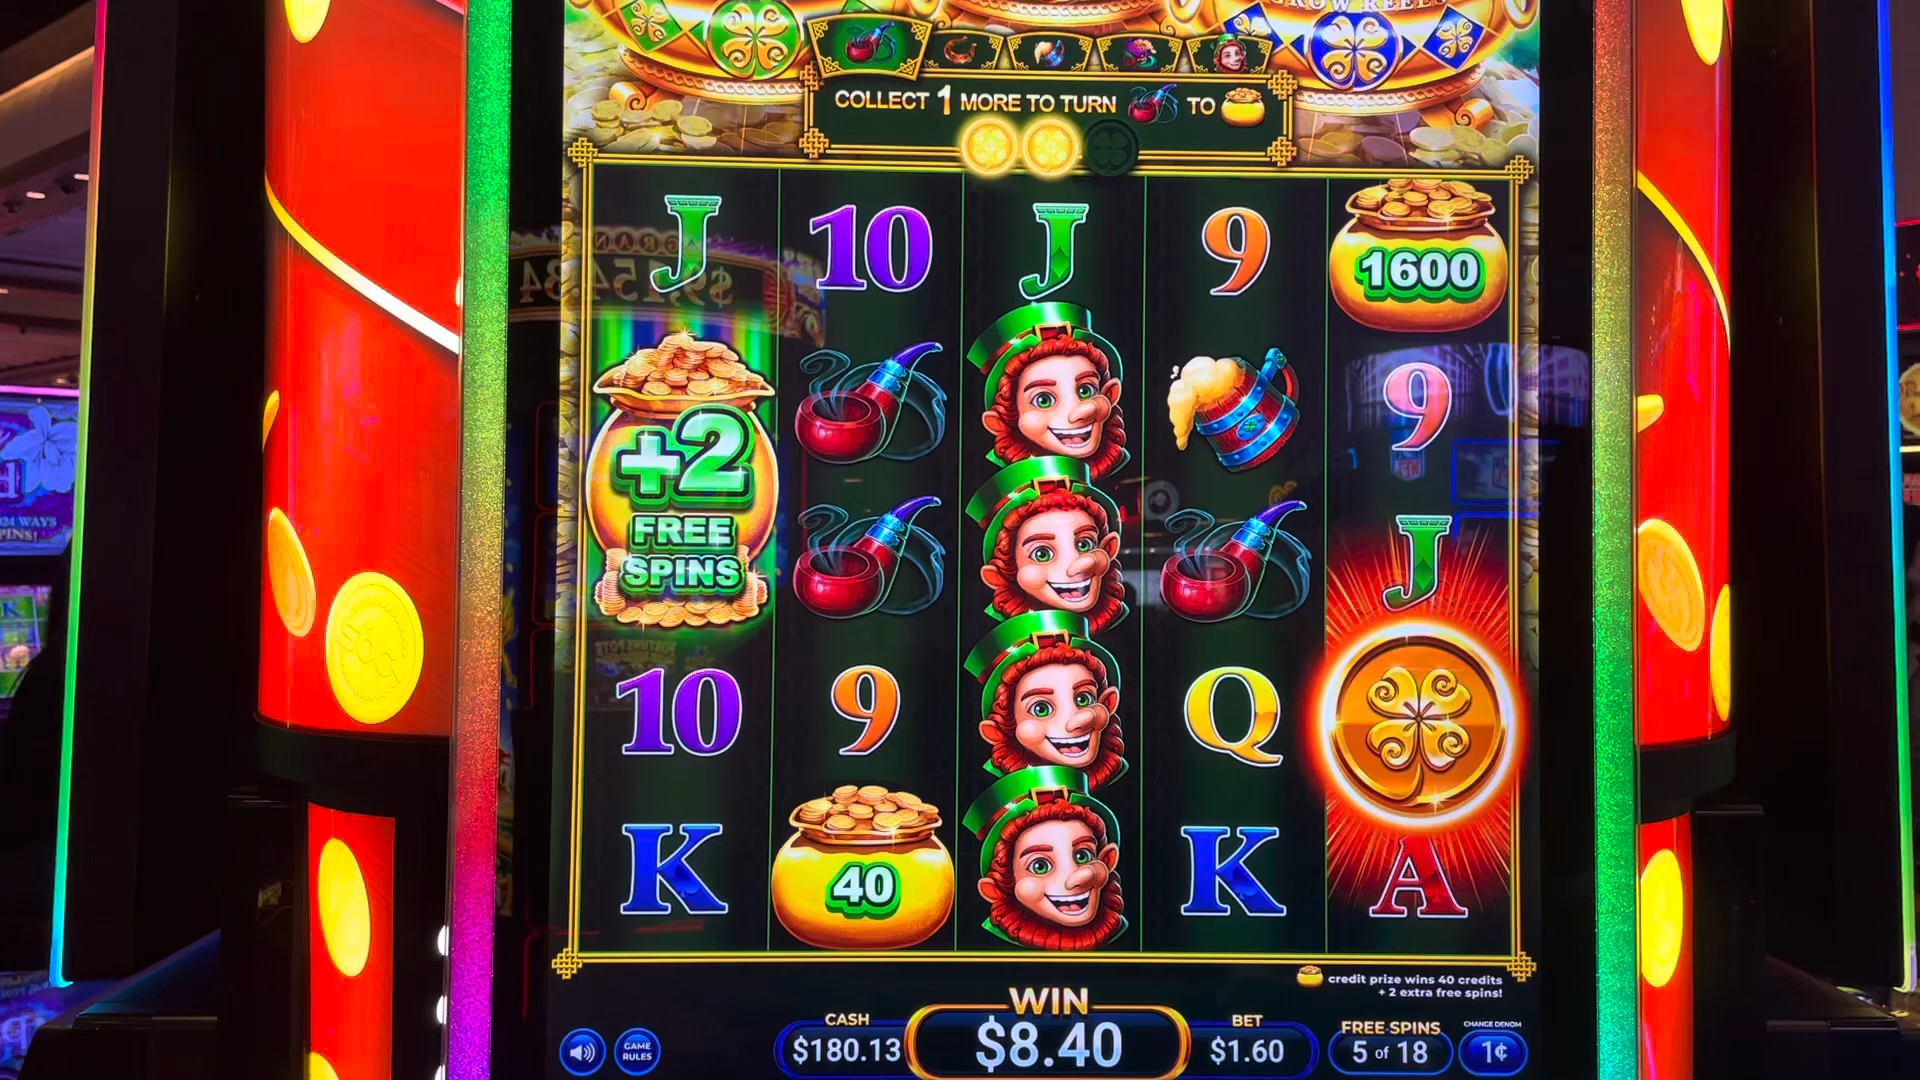 GROW REELS
COLLECT 1 MORE TO TURN TO
J 10 J 9 1600
9
+2
FREE
SPINS
J
10 9 Q
K 40 K A
credit prize wins 40 credits
+ 2 extra free spins!
WIN
$8.40
CASH
$180.13
BET
$1.60
FREE SPINS
5 of 18
CHANGE DENOM
1¢
GAME
RULES